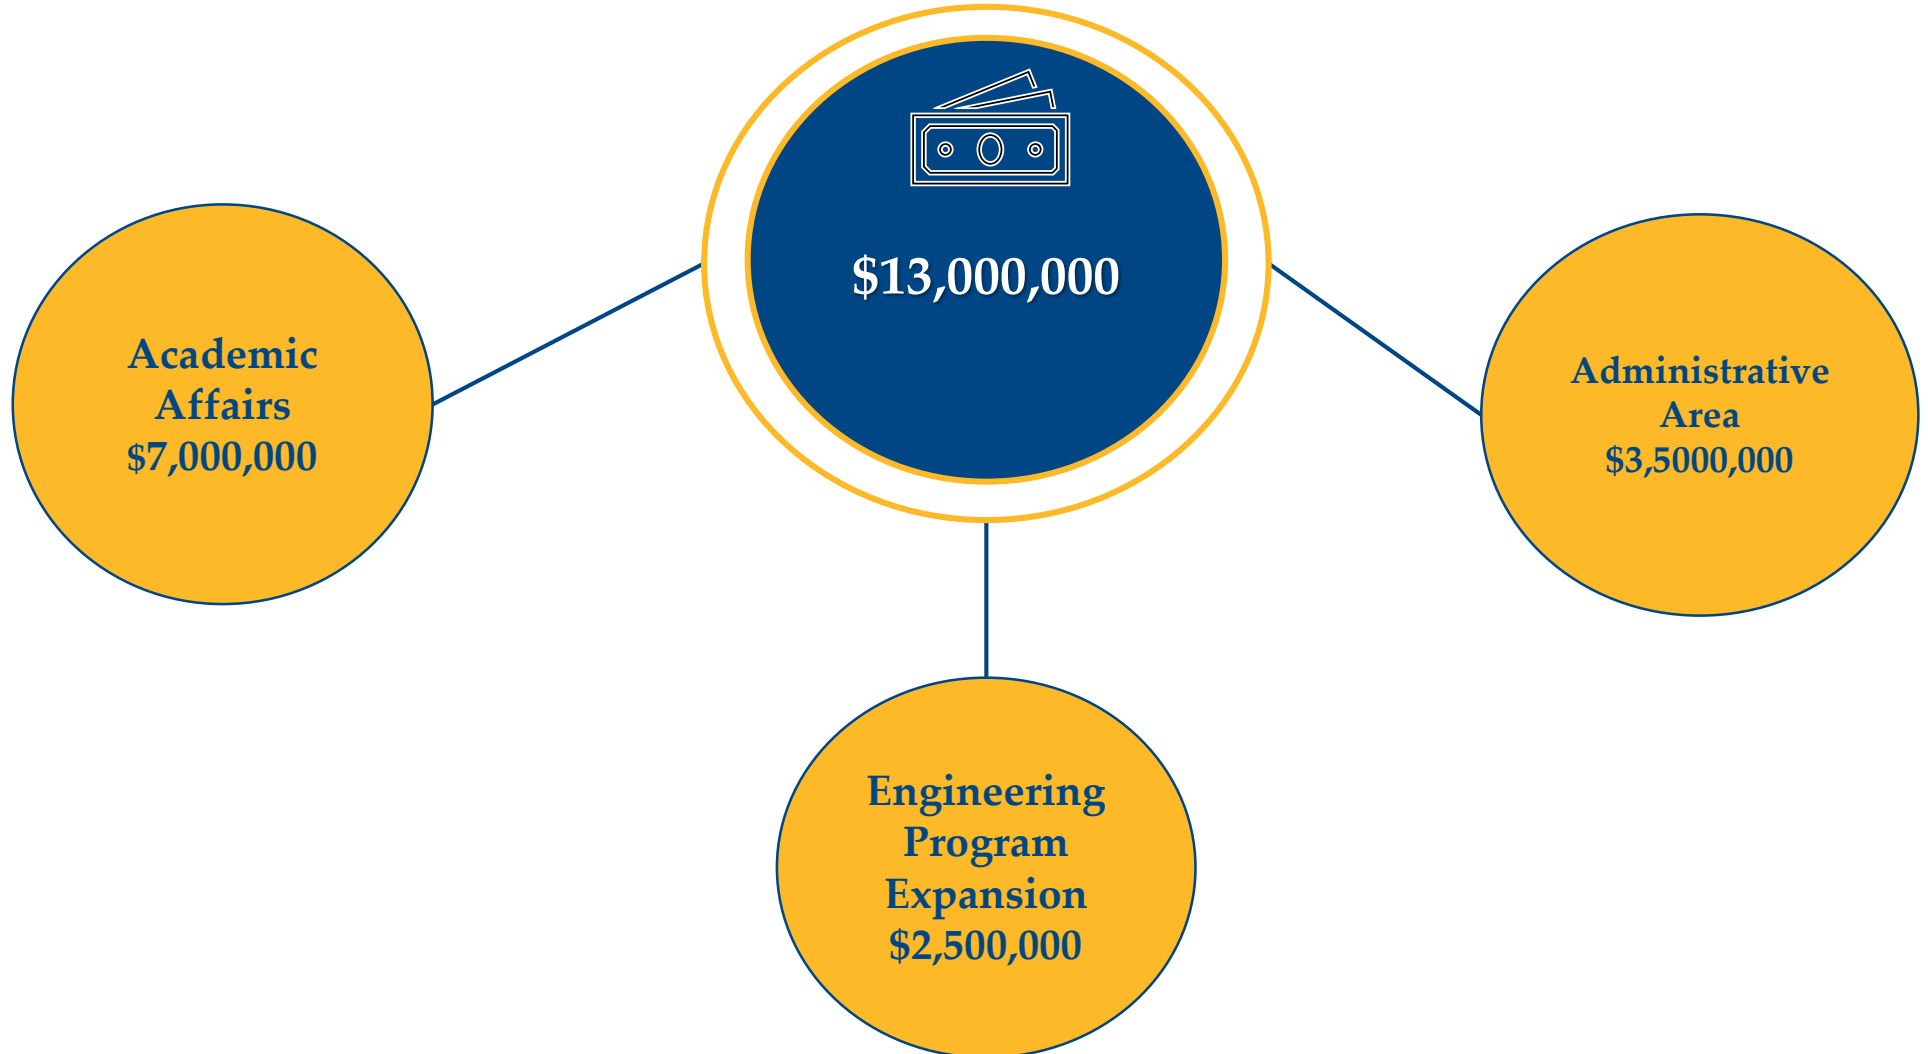 $13,000,000
Academic
Affairs
$7,000,000
Administrative
Area
$3,5000,000
Engineering
Program
Expansion
$2,500,000